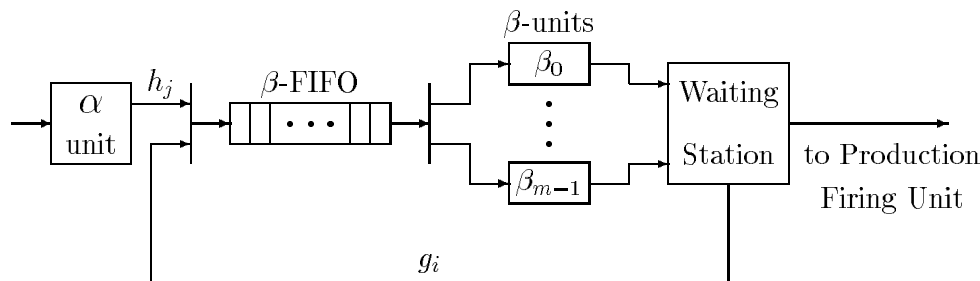 α
unit
h_j
β-FIFO
β-units
β_0
β_{m−1}
Waiting
Station
to Production
Firing Unit
g_i